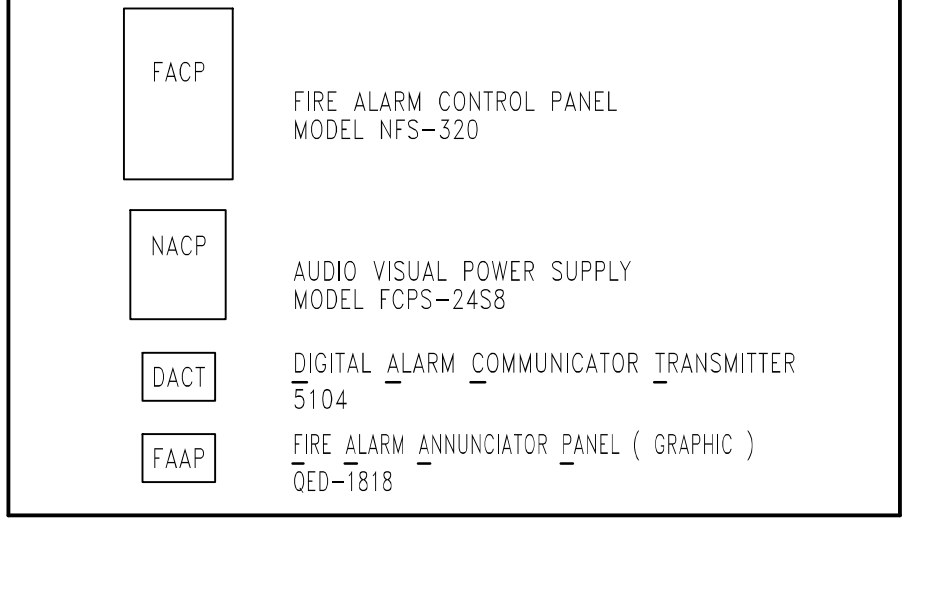 FACP
FIRE ALARM CONTROL PANEL
MODEL NFS-320
NACP
AUDIO VISUAL POWER SUPPLY
MODEL FCPS-24S8
DACT
DIGITAL ALARM COMMUNICATOR TRANSMITTER
5104
FAAP
FIRE ALARM ANNUNCIATOR PANEL ( GRAPHIC )
QED-1818